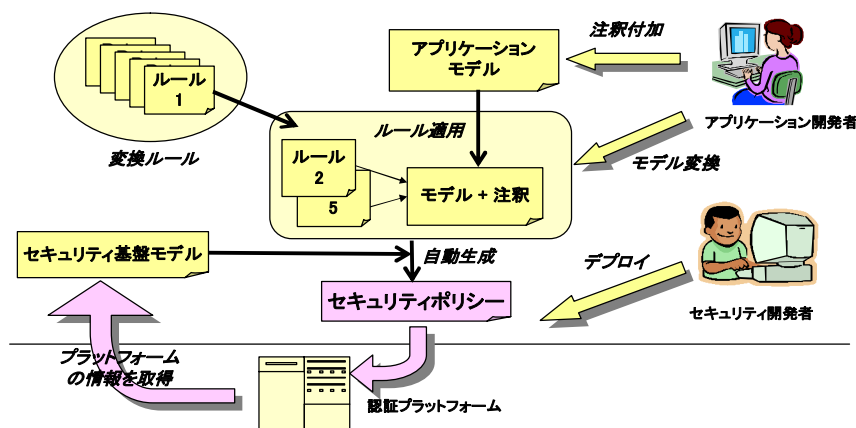 注釈付加
アプリケーション
モデル
ルール
1
アプリケーション開発者
ルール適用
変換ルール
ルール
2
5
モデル + 注釈
モデル変換
セキュリティ基盤モデル
自動生成
デプロイ
セキュリティポリシー
セキュリティ開発者
プラットフォーム
の情報を取得
認証プラットフォーム